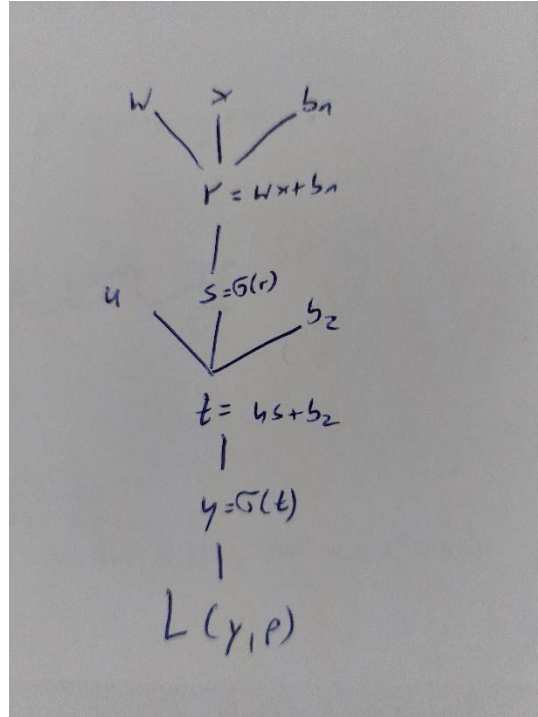 W x b₁
r = wx+b₁
s=σ(r)
u b₂
t= us+b₂
y=σ(t)
L(y,p)